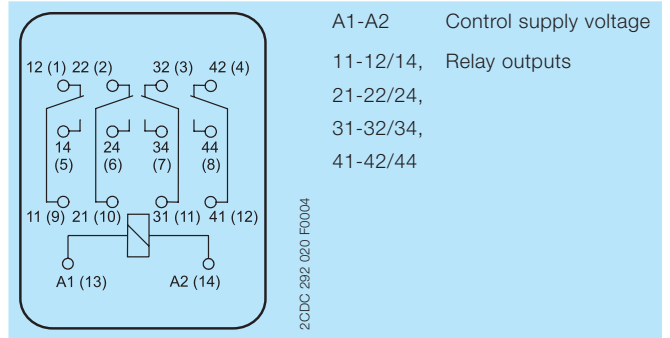 A1-A2 Control supply voltage
11-12/14, Relay outputs
21-22/24,
31-32/34,
41-42/44
12 (1) 22 (2) 32 (3) 42 (4)
14 24 34 44
(5) (6) (7) (8)
11 (9) 21 (10) 31 (11) 41 (12)
A1 (13) A2 (14)
2CDC 292 020 F0004